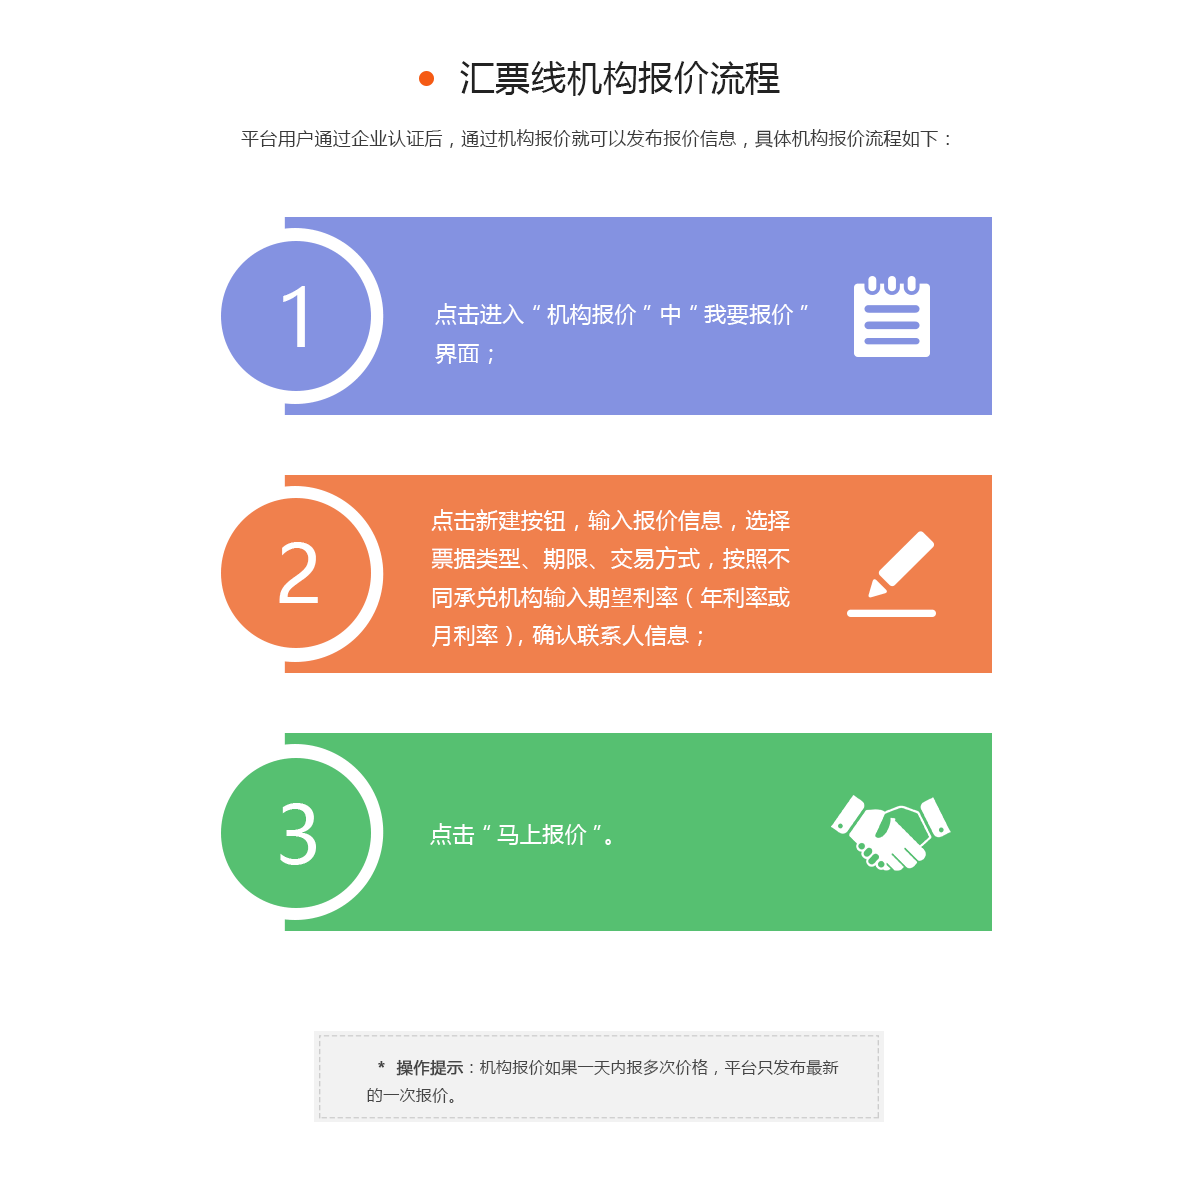 汇票线机构报价流程
平台用户通过企业认证后，通过机构报价就可以发布报价信息，具体机构报价流程如下：
1
点击进入“机构报价”中“我要报价”
界面；
2
点击新建按钮，输入报价信息，选择
票据类型、期限、交易方式，按照不
同承兑机构输入期望利率（年利率或
月利率），确认联系人信息；
3
点击“马上报价”。
* 操作提示：机构报价如果一天内报多次价格，平台只发布最新
的一次报价。